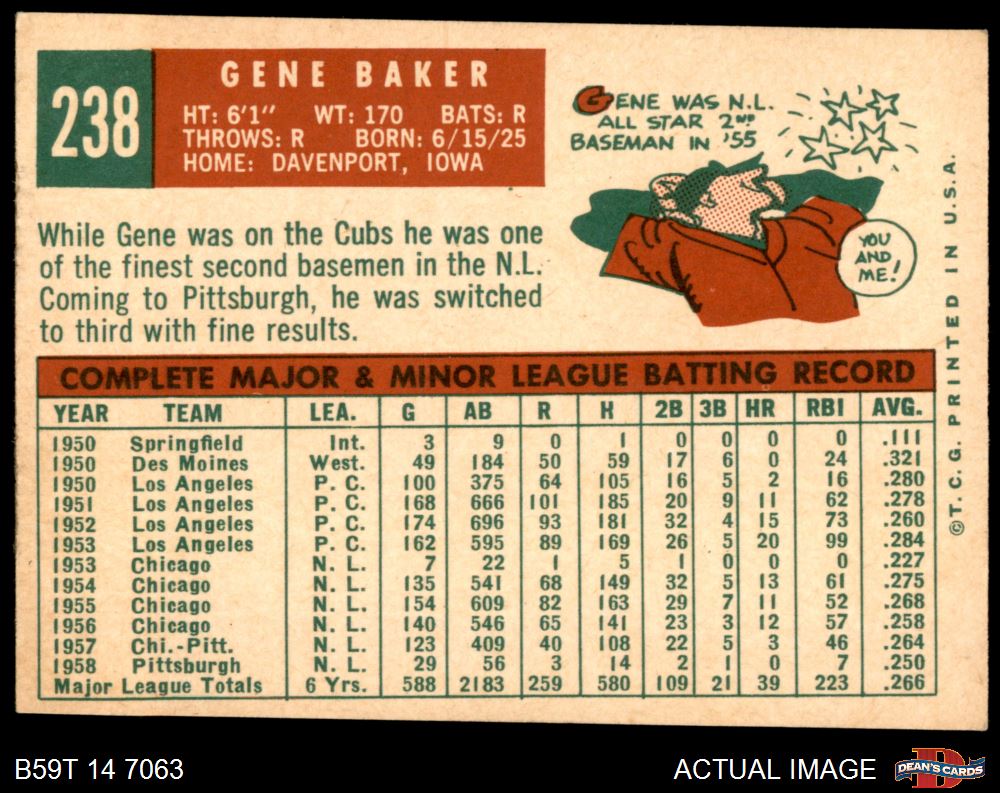 238
GENE BAKER
HT: 6'1" WT: 170 BATS: R
THROWS: R BORN: 6/15/25
HOME: DAVENPORT, IOWA
GENE WAS N.L.
ALL STAR 2ND
BASEMAN IN '55
YOU
AND
ME!
While Gene was on the Cubs he was one
of the finest second basemen in the N.L.
Coming to Pittsburgh, he was switched
to third with fine results.
COMPLETE MAJOR & MINOR LEAGUE BATTING RECORD
YEAR TEAM LEA. G AB R H 2B 3B HR RBI AVG.
1950 Springfield Int. 3 9 0 1 0 0 0 0 .111
1950 Des Moines West. 49 184 50 59 17 6 0 24 .321
1950 Los Angeles P. C. 100 375 64 105 16 5 2 16 .280
1951 Los Angeles P. C. 168 666 101 185 20 9 11 62 .278
1952 Los Angeles P. C. 174 696 93 181 32 4 15 73 .260
1953 Los Angeles P. C. 162 595 89 169 26 5 20 99 .284
1953 Chicago N. L. 7 22 1 5 1 0 0 0 .227
1954 Chicago N. L. 135 541 68 149 32 5 13 61 .275
1955 Chicago N. L. 154 609 82 163 29 7 11 52 .268
1956 Chicago N. L. 140 546 65 141 23 3 12 57 .258
1957 Chi.-Pitt. N. L. 123 409 40 108 22 5 3 46 .264
1958 Pittsburgh N. L. 29 56 3 14 2 1 0 7 .250
Major League Totals 6 Yrs. 588 2183 259 580 109 21 39 223 .266
©T. C. G. PRINTED IN U.S.A.
B59T 14 7063
ACTUAL IMAGE
DEAN'S CARDS